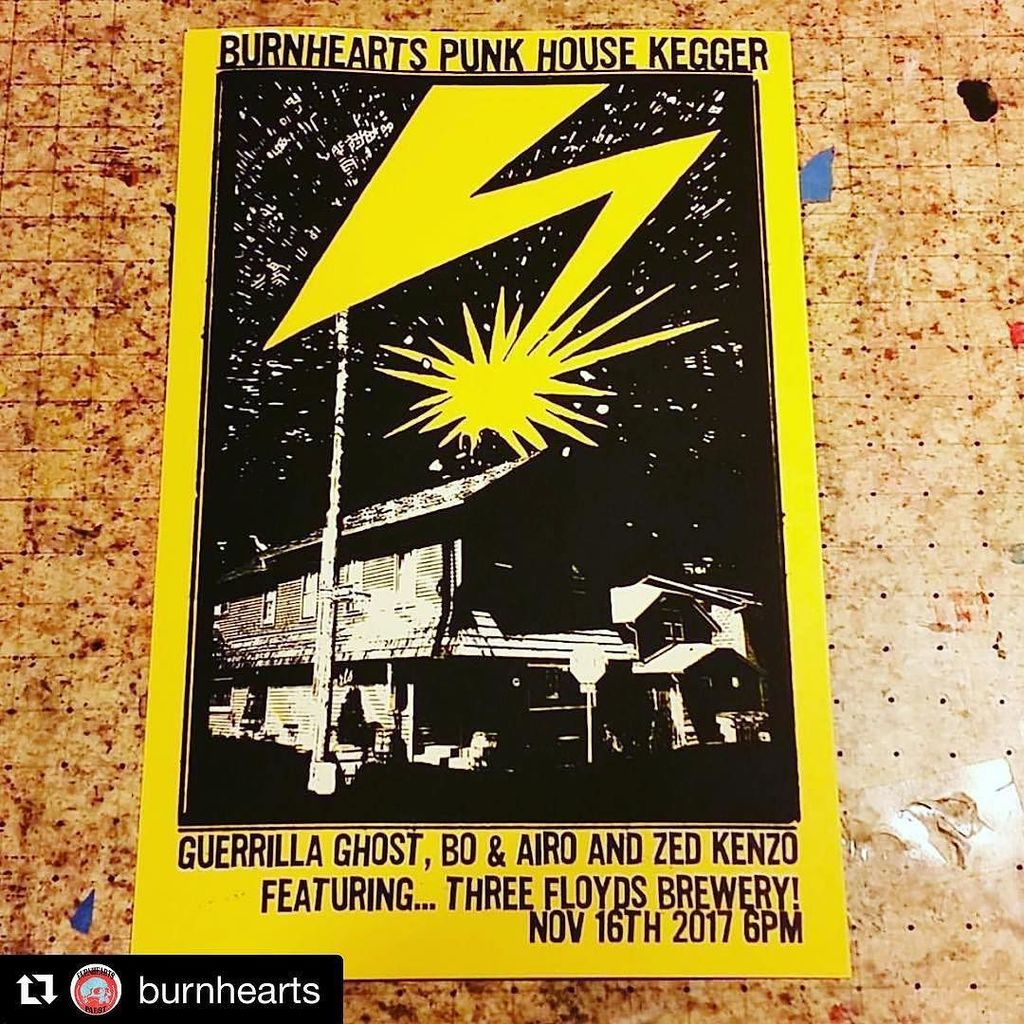 BURNHEARTS PUNK HOUSE KEGGER
GUERRILLA GHOST, BO & AIRO AND ZED KENZO
FEATURING... THREE FLOYDS BREWERY!
NOV 16TH 2017 6PM
burnhearts